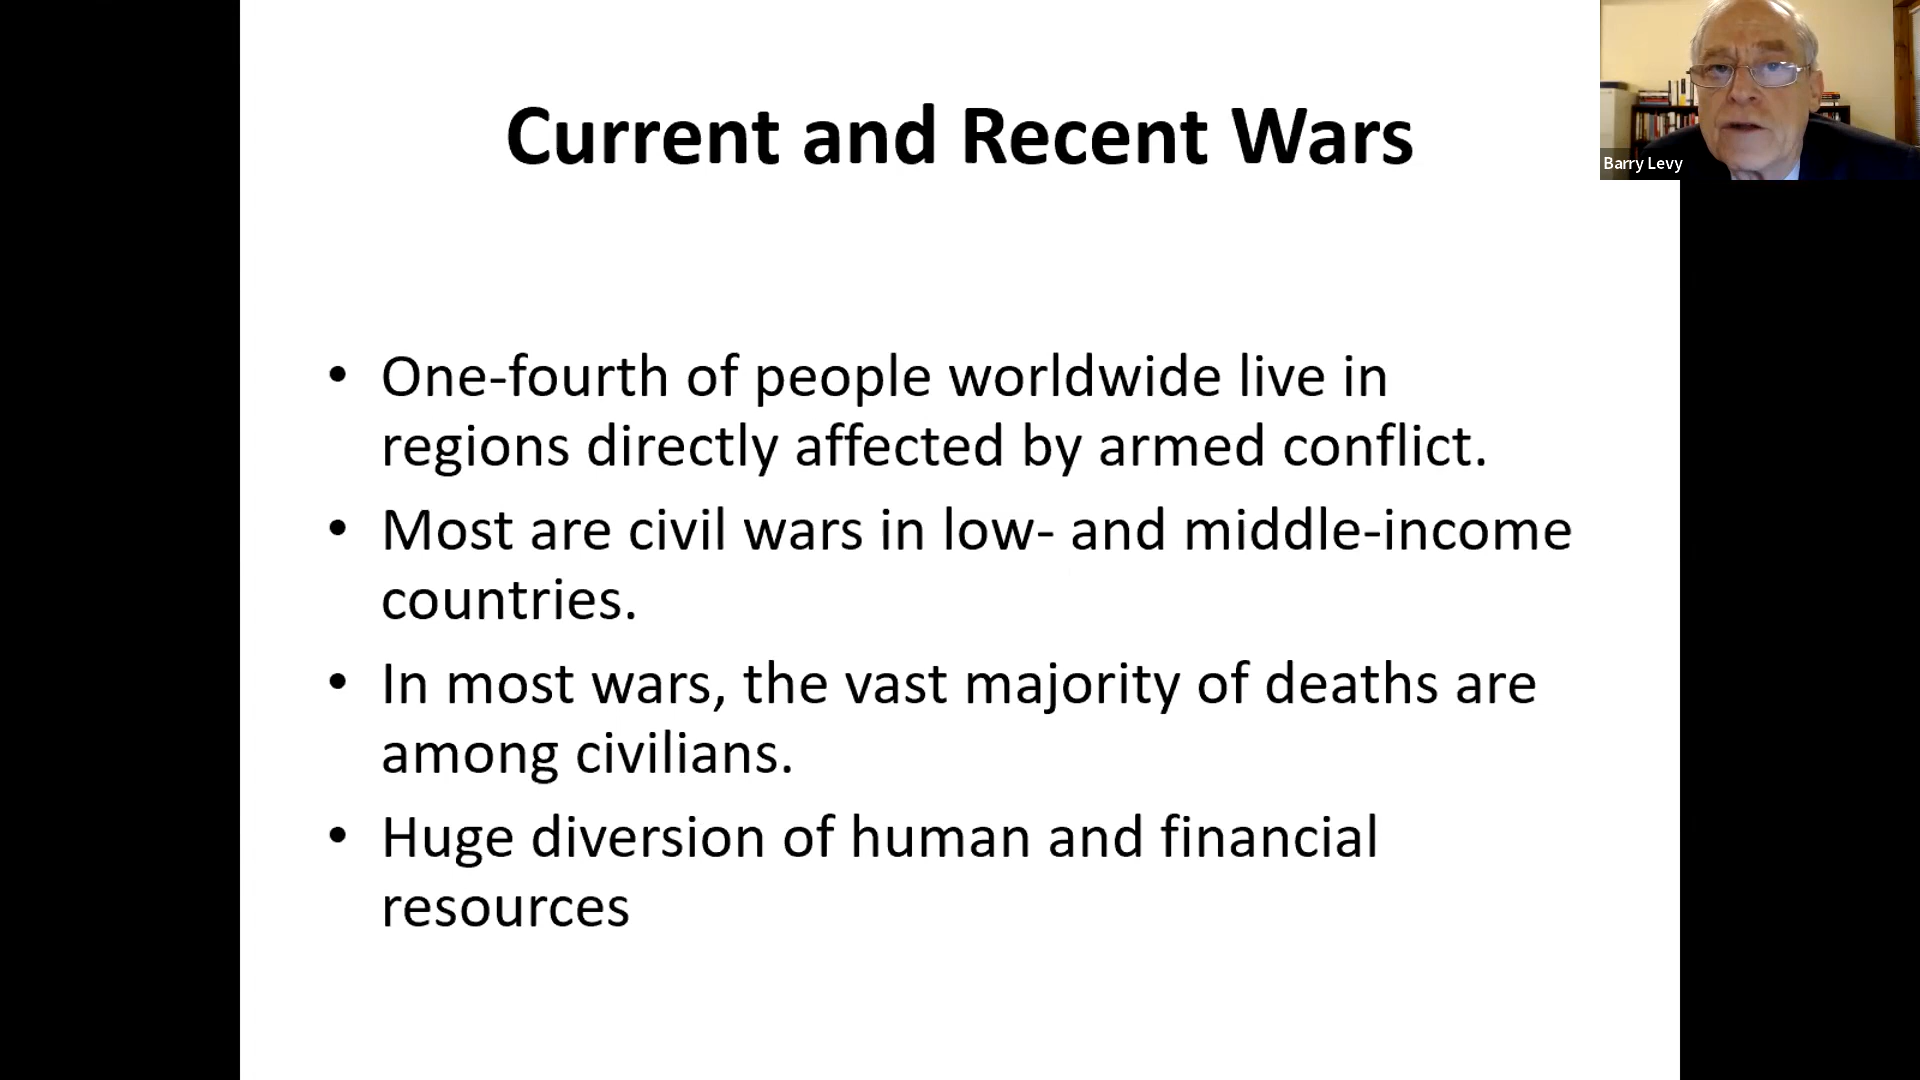 Current and Recent Wars
Barry Levy
• One-fourth of people worldwide live in
regions directly affected by armed conflict.
• Most are civil wars in low- and middle-income
countries.
• In most wars, the vast majority of deaths are
among civilians.
• Huge diversion of human and financial
resources